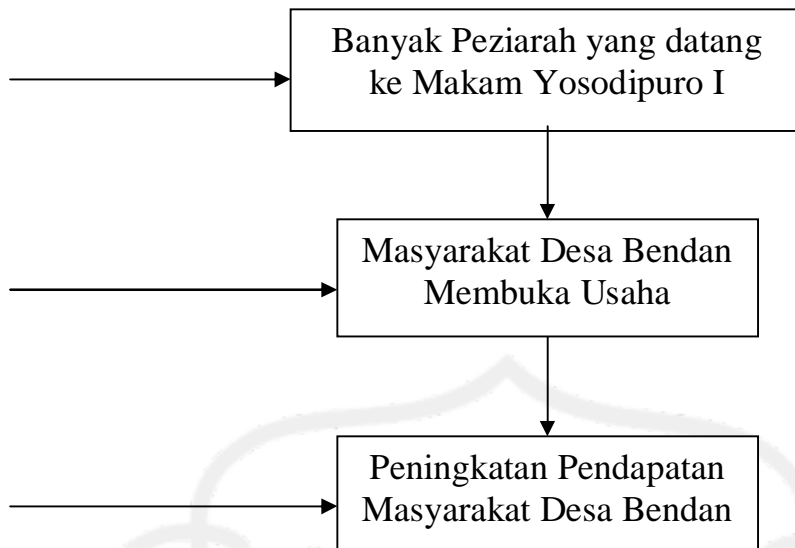 Banyak Peziarah yang datang
ke Makam Yosodipuro I
Masyarakat Desa Bendan
Membuka Usaha
Peningkatan Pendapatan
Masyarakat Desa Bendan